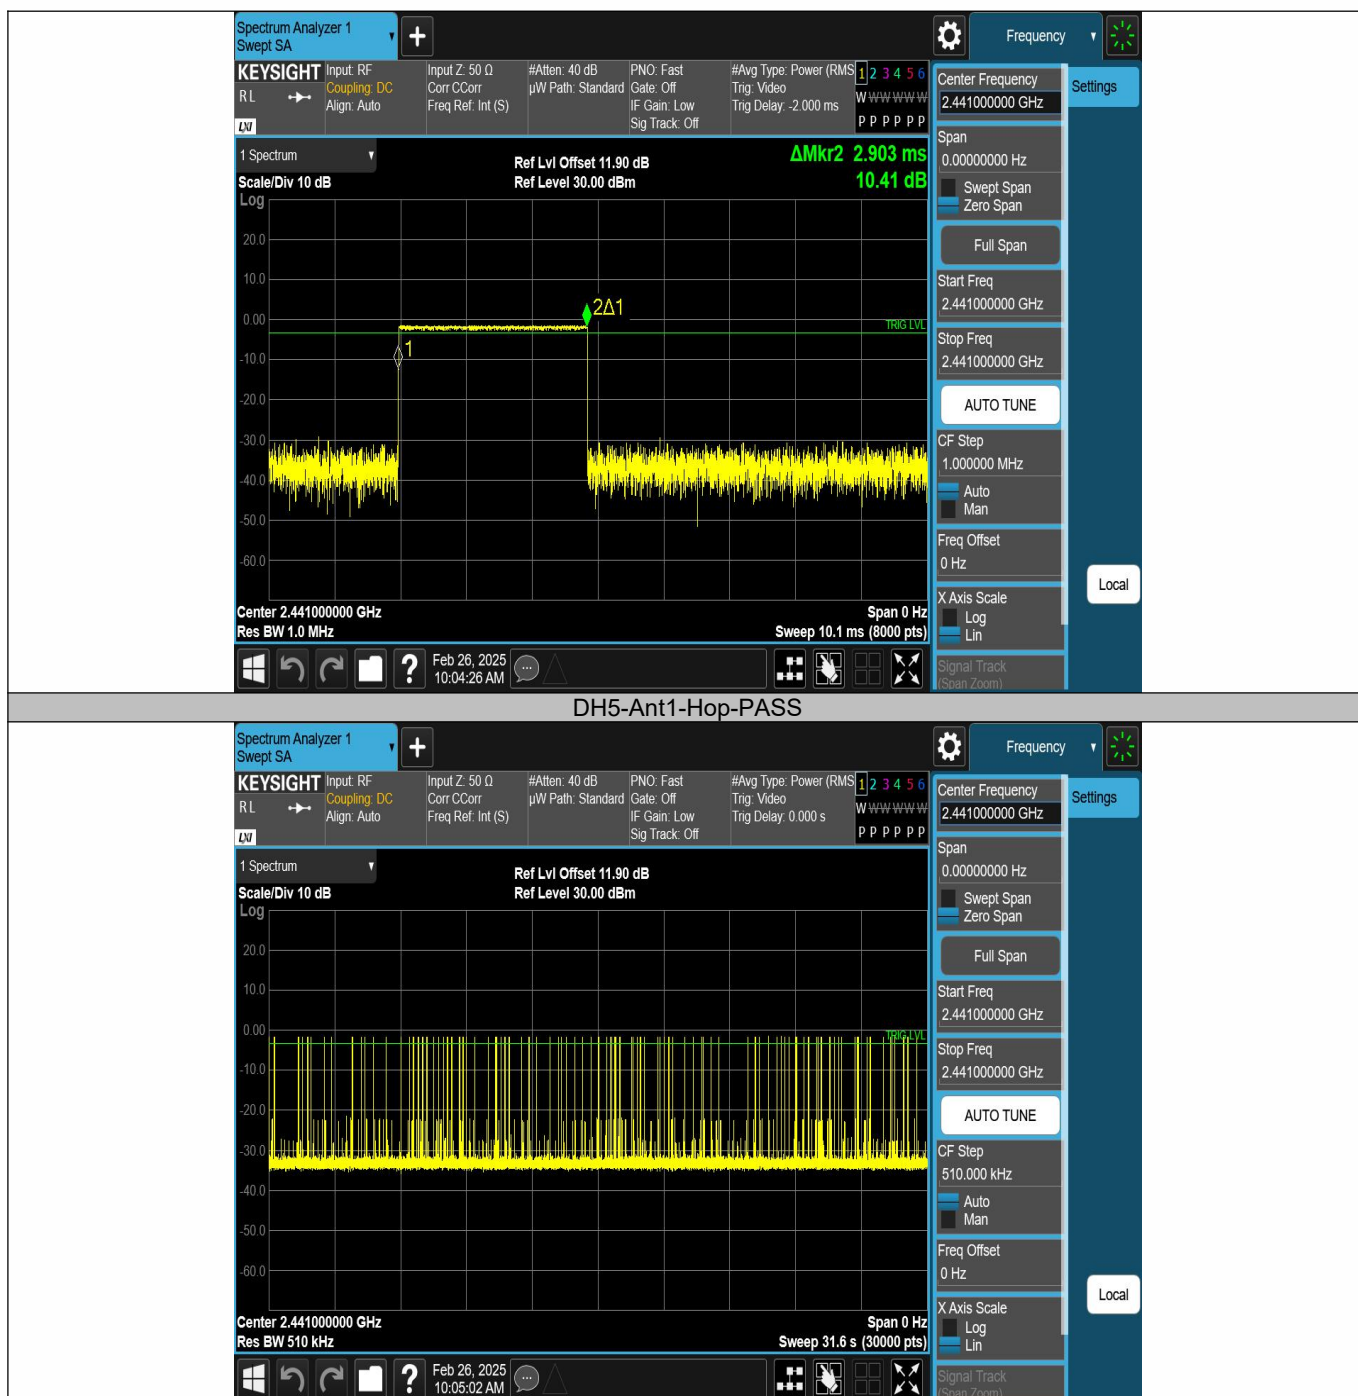 Spectrum Analyzer 1
Swept SA
+
Frequency
KEYSIGHT
RL
LXI
Input: RF
Coupling: DC
Align: Auto
Input Z: 50 Ω
Corr CCorr
Freq Ref: Int (S)
#Atten: 40 dB
µW Path: Standard
PNO: Fast
Gate: Off
IF Gain: Low
Sig Track: Off
#Avg Type: Power (RMS
Trig: Video
Trig Delay: -2.000 ms
1 2 3 4 5 6
W W W W W W
P P P P P P
Center Frequency
2.441000000 GHz
Settings
1 Spectrum
Scale/Div 10 dB
Log
Ref Lvl Offset 11.90 dB
Ref Level 30.00 dBm
ΔMkr2 2.903 ms
10.41 dB
Span
0.00000000 Hz
Swept Span
Zero Span
Full Span
20.0
10.0
0.00
-10.0
-20.0
-30.0
-40.0
-50.0
-60.0
2Δ1
1
TRIG LVL
Start Freq
2.441000000 GHz
Stop Freq
2.441000000 GHz
AUTO TUNE
CF Step
1.000000 MHz
Auto
Man
Freq Offset
0 Hz
X Axis Scale
Log
Lin
Local
Signal Track
(Span Zoom)
Center 2.441000000 GHz
Res BW 1.0 MHz
Span 0 Hz
Sweep 10.1 ms (8000 pts)
?
Feb 26, 2025
10:04:26 AM
DH5-Ant1-Hop-PASS
Spectrum Analyzer 1
Swept SA
+
Frequency
KEYSIGHT
RL
LXI
Input: RF
Coupling: DC
Align: Auto
Input Z: 50 Ω
Corr CCorr
Freq Ref: Int (S)
#Atten: 40 dB
µW Path: Standard
PNO: Fast
Gate: Off
IF Gain: Low
Sig Track: Off
#Avg Type: Power (RMS
Trig: Video
Trig Delay: 0.000 s
1 2 3 4 5 6
W W W W W W
P P P P P P
Center Frequency
2.441000000 GHz
Settings
1 Spectrum
Scale/Div 10 dB
Log
Ref Lvl Offset 11.90 dB
Ref Level 30.00 dBm
Span
0.00000000 Hz
Swept Span
Zero Span
Full Span
20.0
10.0
0.00
-10.0
-20.0
-30.0
-40.0
-50.0
-60.0
TRIG LVL
Start Freq
2.441000000 GHz
Stop Freq
2.441000000 GHz
AUTO TUNE
CF Step
510.000 kHz
Auto
Man
Freq Offset
0 Hz
X Axis Scale
Log
Lin
Local
Signal Track
(Span Zoom)
Center 2.441000000 GHz
Res BW 510 kHz
Span 0 Hz
Sweep 31.6 s (30000 pts)
?
Feb 26, 2025
10:05:02 AM